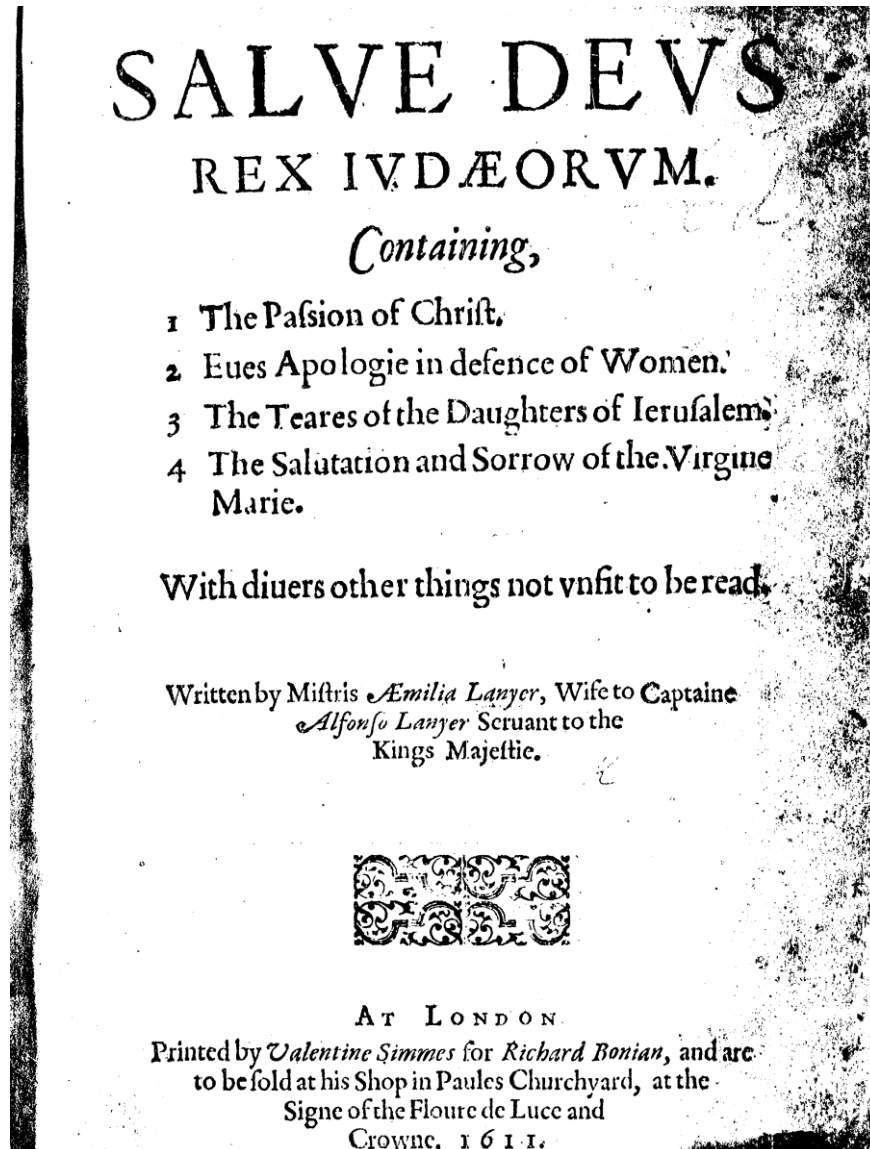 SALVE DEVS
REX IVDÆORVM.
Containing,
1 The Paſsion of Chriſt.
2 Eues Apologie in defence of Women.
3 The Teares of the Daughters of Ieruſalem.
4 The Salutation and Sorrow of the Virgine
Marie.
With diuers other things not vnfit to be read.
Written by Miſtris Æmilia Lanyer, Wife to Captaine
Alfonſo Lanyer Seruant to the
Kings Majeſtie.
AT LONDON
Printed by Valentine Simmes for Richard Bonian, and are
to be ſold at his Shop in Paules Churchyard, at the
Signe of the Floure de Luce and
Crowne. 1611.